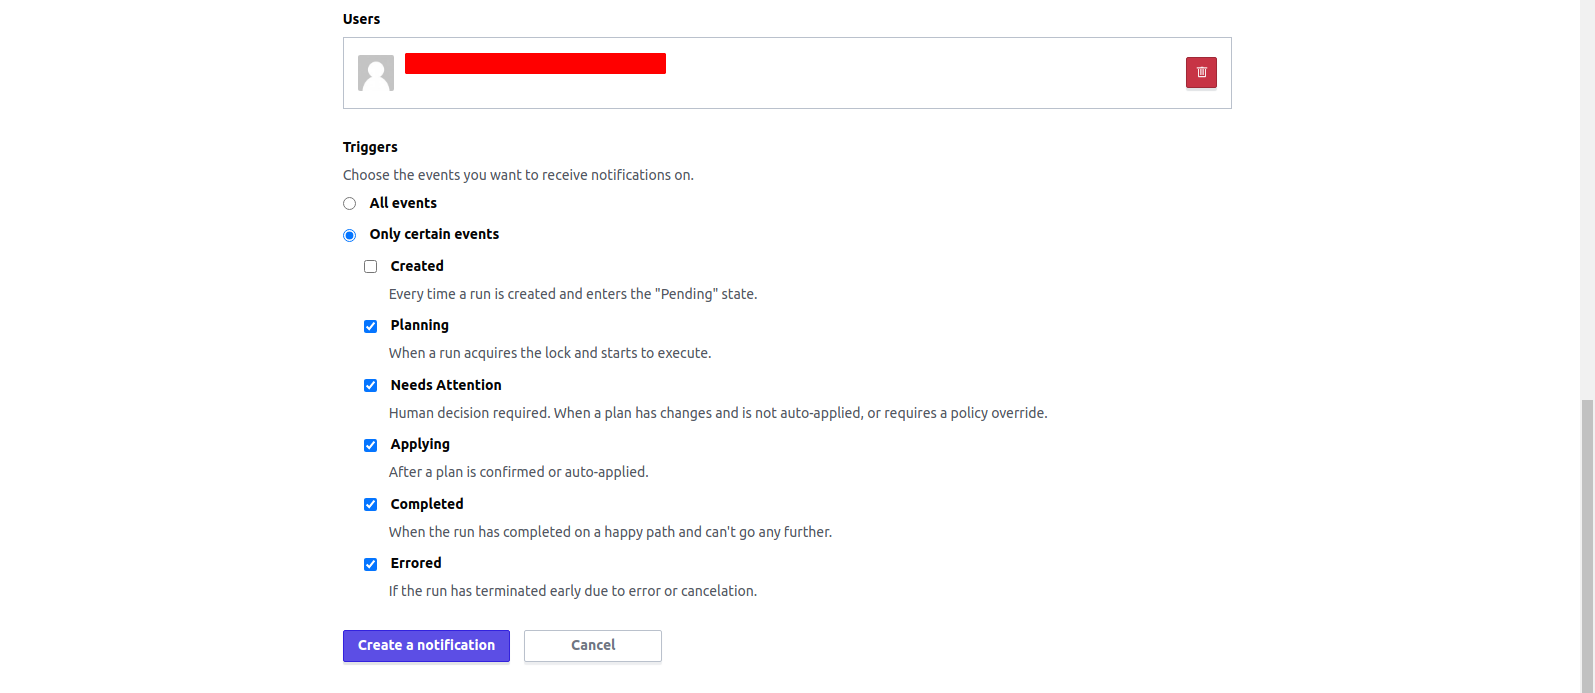 Users
Triggers
Choose the events you want to receive notifications on.
All events
Only certain events
Created
Every time a run is created and enters the "Pending" state.
Planning
When a run acquires the lock and starts to execute.
Needs Attention
Human decision required. When a plan has changes and is not auto-applied, or requires a policy override.
Applying
After a plan is confirmed or auto-applied.
Completed
When the run has completed on a happy path and can't go any further.
Errored
If the run has terminated early due to error or cancelation.
Create a notification
Cancel